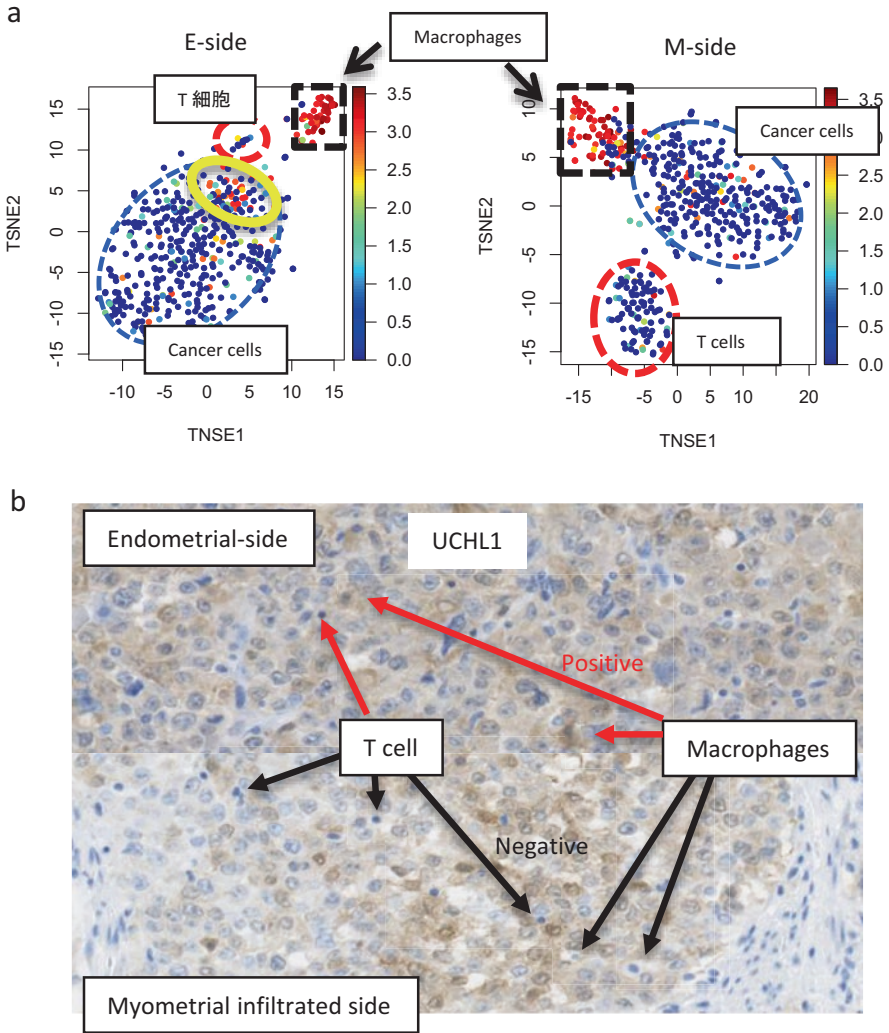 a
E-side
Macrophages
M-side
T 細胞
Cancer cells
TSNE2
15
10
5
0
-5
-10
-15
-10
-5
0
5
10
15
TNSE1
3.5
3.0
2.5
2.0
1.5
1.0
0.5
0.0
Cancer cells
TSNE2
10
5
0
-5
-10
-15
-15
-5
0
5
10
15
20
TNSE1
3.5
3.0
2.5
2.0
1.5
1.0
0.5
0.0
T cells
b
Endometrial-side
UCHL1
Positive
T cell
Macrophages
Negative
Myometrial infiltrated side